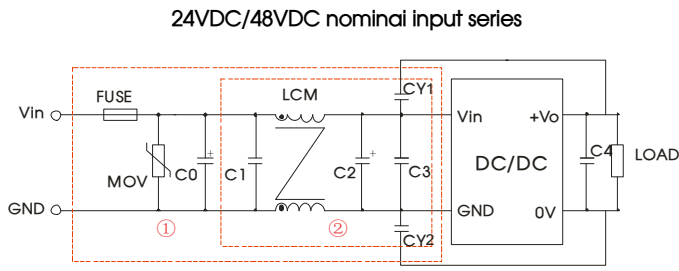 24VDC/48VDC nominai input series
FUSE
LCM
CY1
Vin
Vin
+Vo
MOV
C0
+
C1
C2
+
C3
DC/DC
C4
LOAD
GND
GND
0V
①
②
CY2